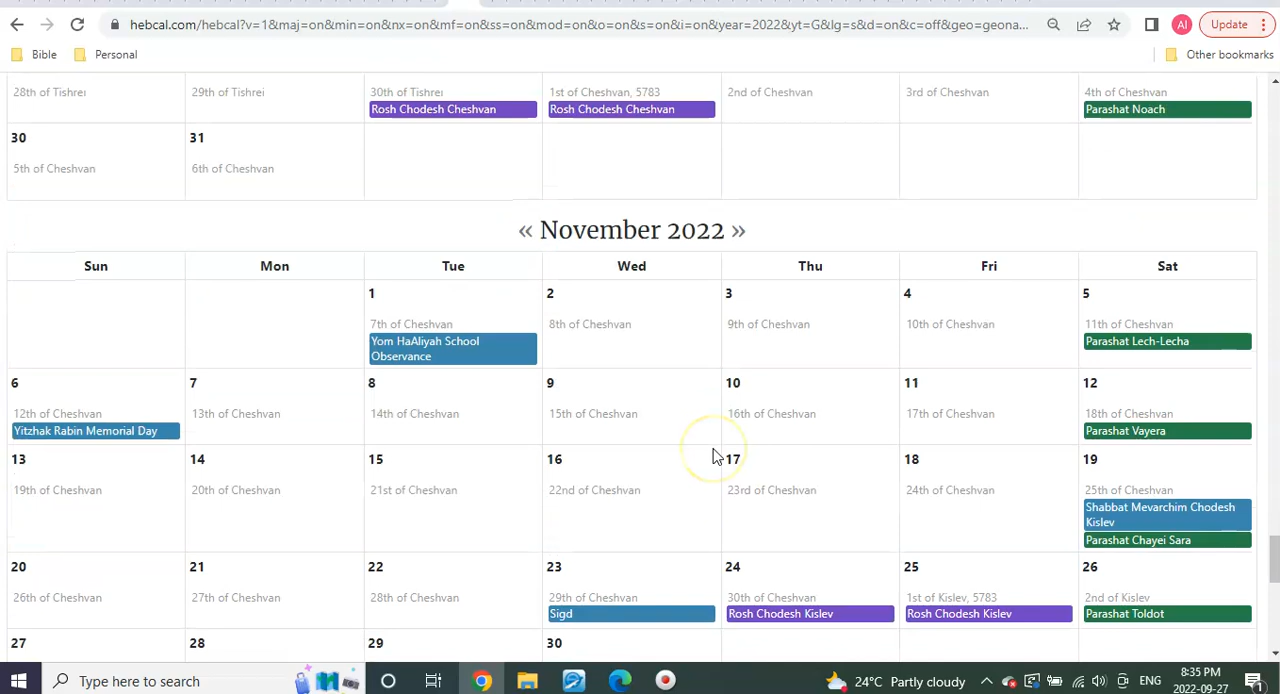 hebcal.com/hebcal?v=1&maj=on&min=on&nx=on&mf=on&ss=on&mod=on&o=on&s=on&i=on&year=2022&yt=G&lg=s&d=on&c=off&geo=geona... AI Update
Bible Personal Other bookmarks
28th of Tishrei 29th of Tishrei 30th of Tishrei 1st of Cheshvan, 5783 2nd of Cheshvan 3rd of Cheshvan 4th of Cheshvan
Rosh Chodesh Cheshvan Rosh Chodesh Cheshvan Parashat Noach
30 31
5th of Cheshvan 6th of Cheshvan
« November 2022 »
Sun Mon Tue Wed Thu Fri Sat
1 2 3 4 5
7th of Cheshvan 8th of Cheshvan 9th of Cheshvan 10th of Cheshvan 11th of Cheshvan
Yom HaAliyah School Parashat Lech-Lecha
Observance
6 7 8 9 10 11 12
12th of Cheshvan 13th of Cheshvan 14th of Cheshvan 15th of Cheshvan 16th of Cheshvan 17th of Cheshvan 18th of Cheshvan
Yitzhak Rabin Memorial Day Parashat Vayera
13 14 15 16 17 18 19
19th of Cheshvan 20th of Cheshvan 21st of Cheshvan 22nd of Cheshvan 23rd of Cheshvan 24th of Cheshvan 25th of Cheshvan
Shabbat Mevarchim Chodesh
Kislev
Parashat Chayei Sara
20 21 22 23 24 25 26
26th of Cheshvan 27th of Cheshvan 28th of Cheshvan 29th of Cheshvan 30th of Cheshvan 1st of Kislev, 5783 2nd of Kislev
Sigd Rosh Chodesh Kislev Rosh Chodesh Kislev Parashat Toldot
27 28 29 30
Type here to search 24°C Partly cloudy ENG 8:35 PM
2022-09-27 1